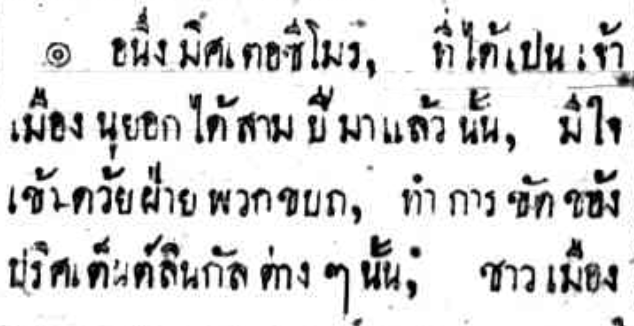 ๏ อนึ่งมิศเตอซีโมร, ที่ได้เปนเจ้า
เมืองนุยอกได้สามปีมาแล้วนั้น, มีใจ
เข้าดว้ยฝ่ายพวกขบถ, ทำการขัดขอ้ง
ปริศเด็นต์ลินกัลต่างๆนั้น, ชาวเมือง